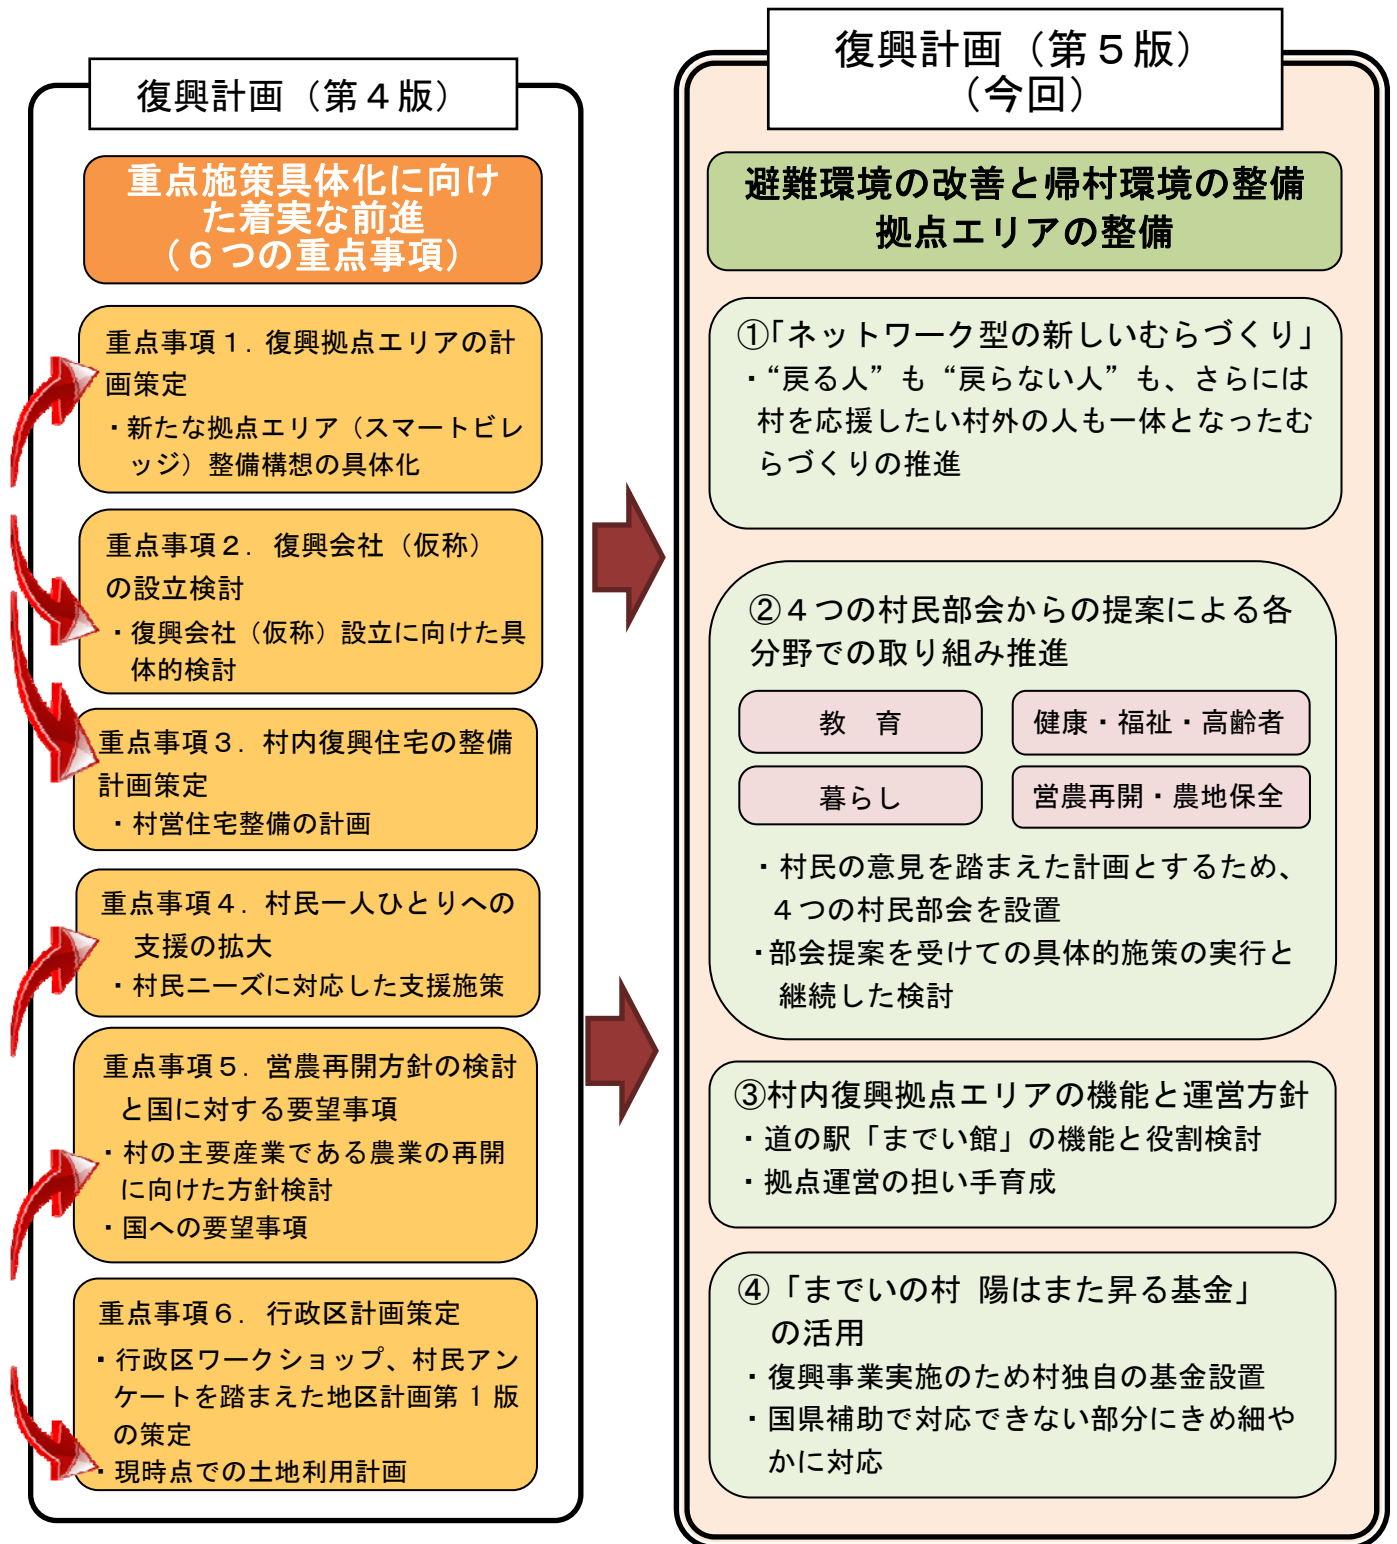 復興計画（第４版）
重点施策具体化に向け
た着実な前進
（６つの重点事項）
重点事項１．復興拠点エリアの計
画策定
・新たな拠点エリア（スマートビレ
ッジ）整備構想の具体化
重点事項２．復興会社（仮称）
の設立検討
・復興会社（仮称）設立に向けた具
体的検討
重点事項３．村内復興住宅の整備
計画策定
・村営住宅整備の計画
重点事項４．村民一人ひとりへの
支援の拡大
・村民ニーズに対応した支援施策
重点事項５．営農再開方針の検討
と国に対する要望事項
・村の主要産業である農業の再開
に向けた方針検討
・国への要望事項
重点事項６．行政区計画策定
・行政区ワークショップ、村民アン
ケートを踏まえた地区計画第１版
の策定
・現時点での土地利用計画
復興計画（第５版）
（今回）
避難環境の改善と帰村環境の整備
拠点エリアの整備
①「ネットワーク型の新しいむらづくり」
・“戻る人”も“戻らない人”も、さらには
村を応援したい村外の人も一体となったむ
らづくりの推進
②４つの村民部会からの提案による各
分野での取り組み推進
教　育
健康・福祉・高齢者
暮らし
営農再開・農地保全
・村民の意見を踏まえた計画とするため、
４つの村民部会を設置
・部会提案を受けての具体的施策の実行と
継続した検討
③村内復興拠点エリアの機能と運営方針
・道の駅「までい館」の機能と役割検討
・拠点運営の担い手育成
④「までいの村 陽はまた昇る基金」
の活用
・復興事業実施のため村独自の基金設置
・国県補助で対応できない部分にきめ細や
かに対応